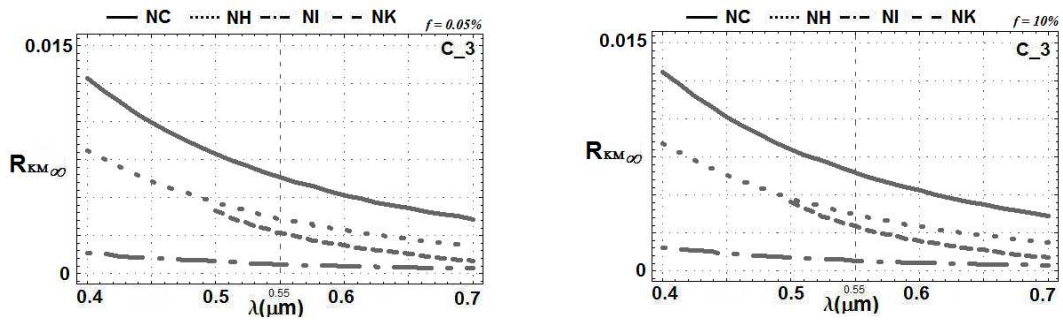 NC NH NI NK
f = 0.05%
0.015
C_3
R KM∞
0
0.4 0.5 0.55 0.6 0.7
λ(μm)
NC NH NI NK
f = 10%
0.015
C_3
R KM∞
0
0.4 0.5 0.55 0.6 0.7
λ(μm)